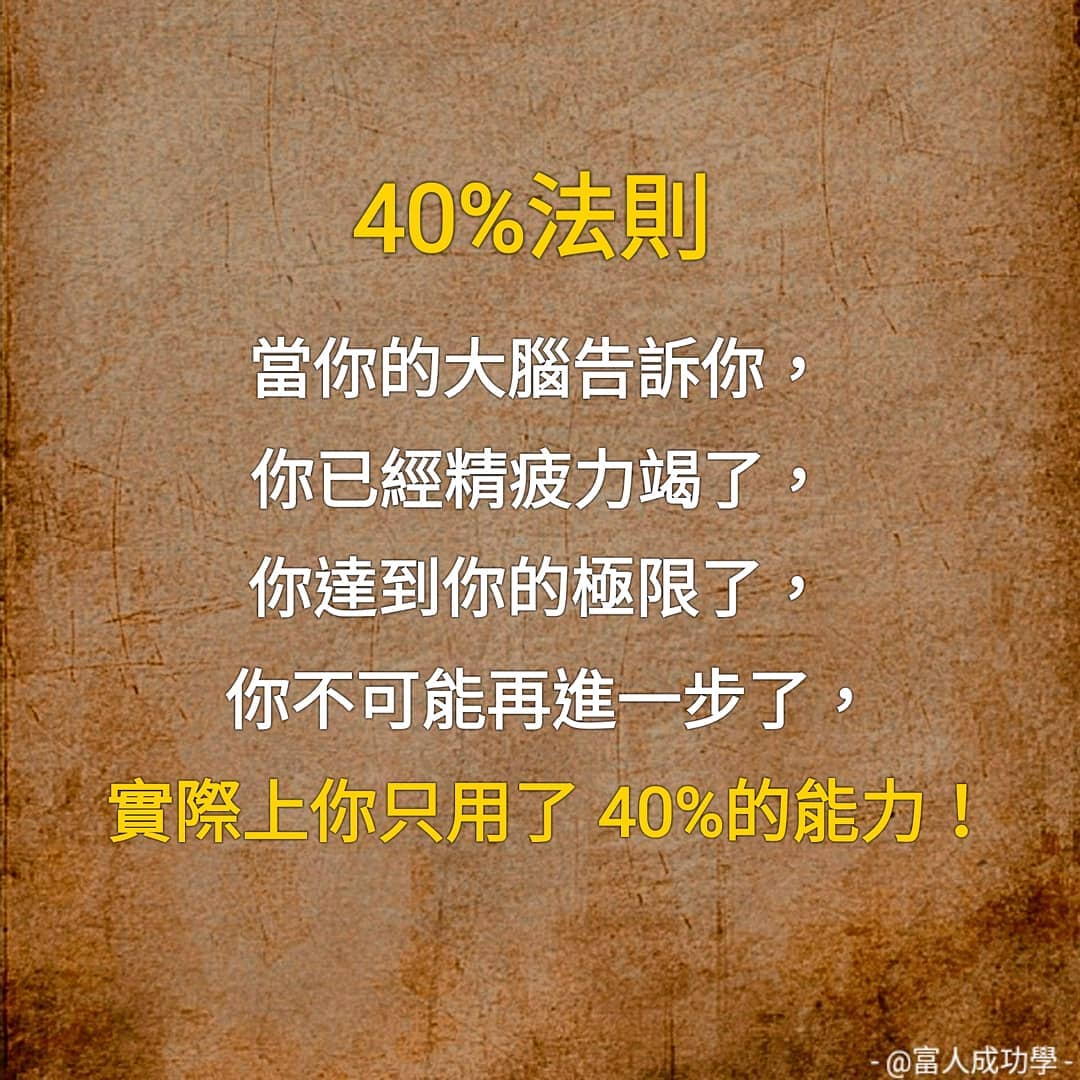 40%法則
當你的大腦告訴你，
你已經精疲力竭了，
你達到你的極限了，
你不可能再進一步了，
實際上你只用了 40%的能力！
- @富人成功學 -